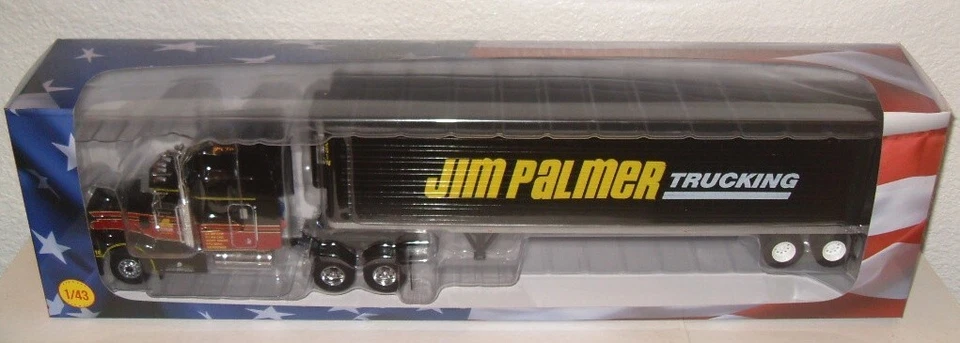 JIM PALMER TRUCKING
1/43